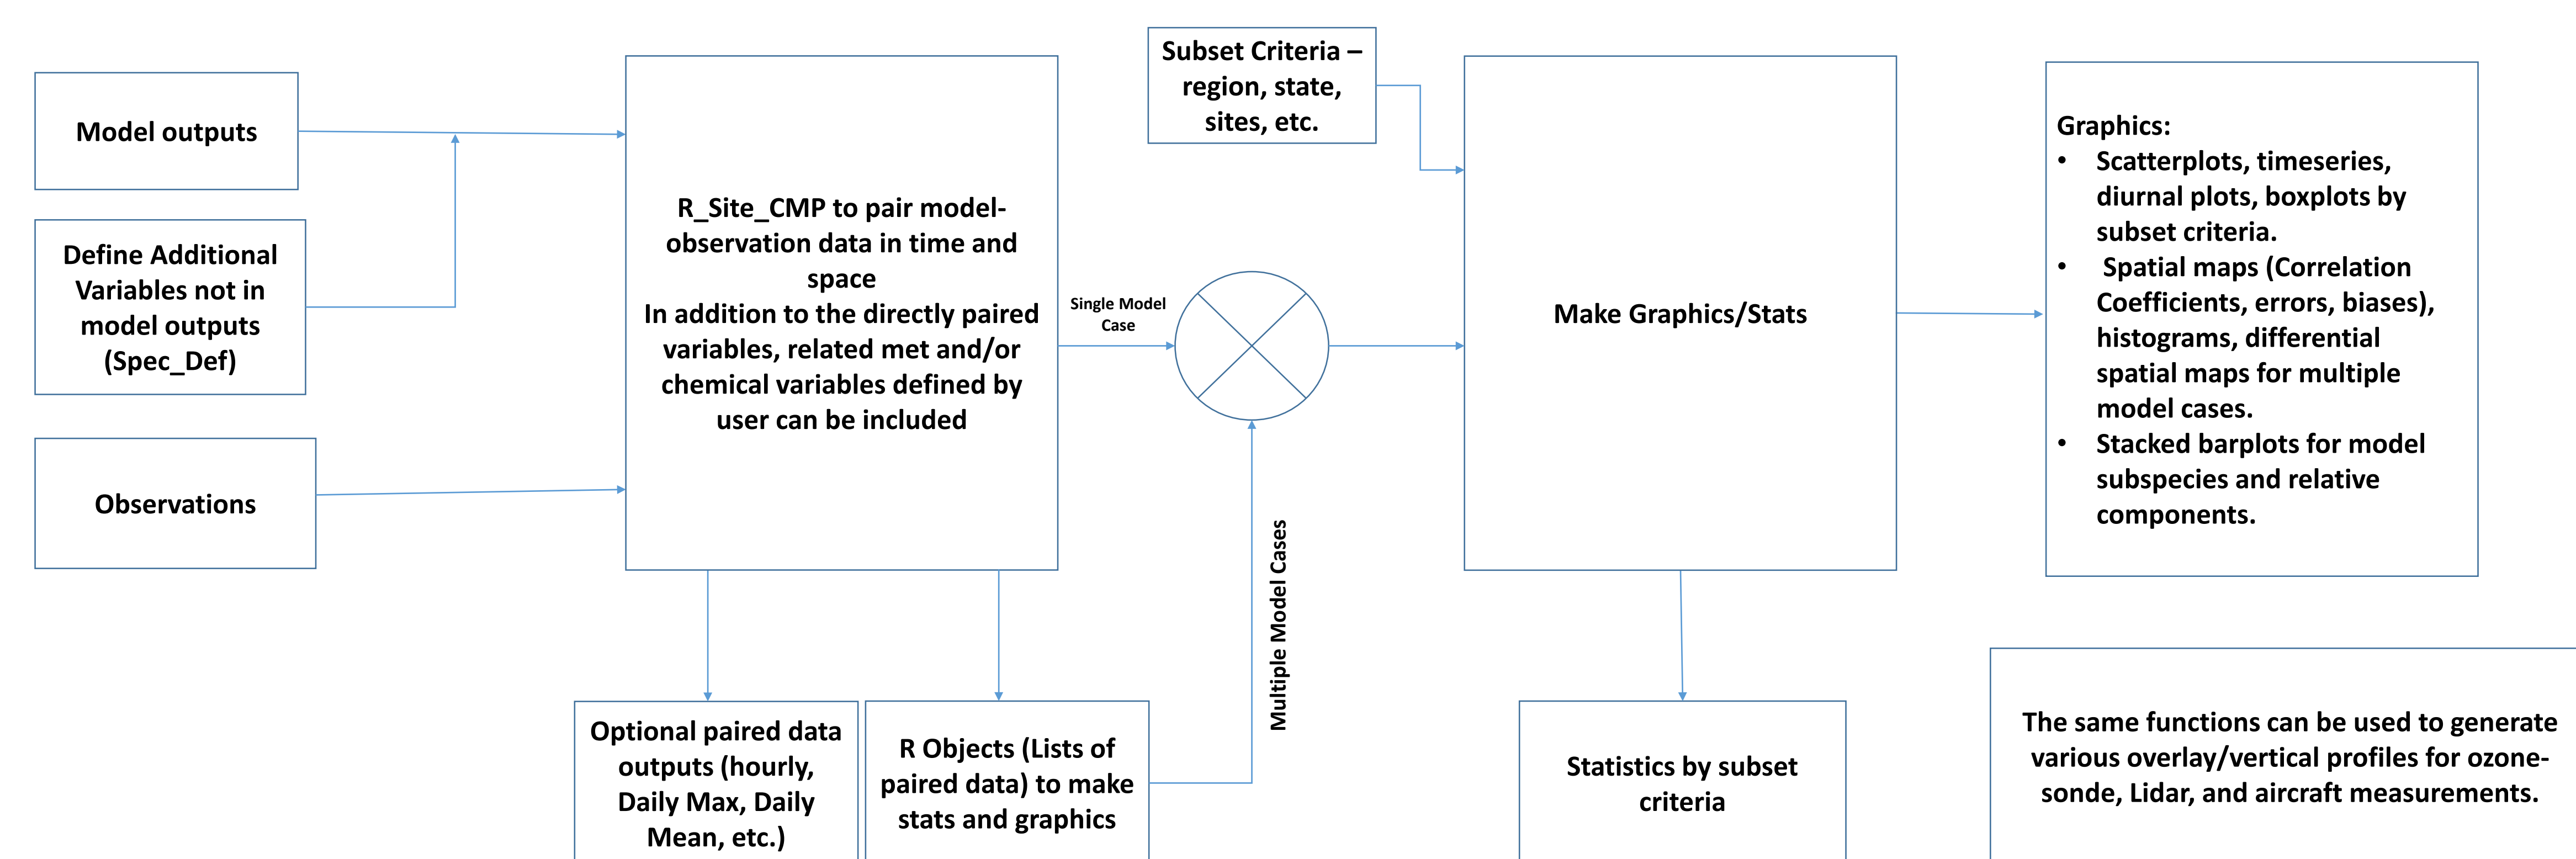 Model outputs
Define Additional
Variables not in
model outputs
(Spec_Def)
Observations
R_Site_CMP to pair model-
observation data in time and
space
In addition to the directly paired
variables, related met and/or
chemical variables defined by
user can be included
Optional paired data
outputs (hourly,
Daily Max, Daily
Mean, etc.)
R Objects (Lists of
paired data) to make
stats and graphics
Single Model
Case
Multiple Model Cases
Subset Criteria –
region, state,
sites, etc.
Make Graphics/Stats
Statistics by subset
criteria
Graphics:
• Scatterplots, timeseries,
diurnal plots, boxplots by
subset criteria.
• Spatial maps (Correlation
Coefficients, errors, biases),
histograms, differential
spatial maps for multiple
model cases.
• Stacked barplots for model
subspecies and relative
components.
The same functions can be used to generate
various overlay/vertical profiles for ozone-
sonde, Lidar, and aircraft measurements.